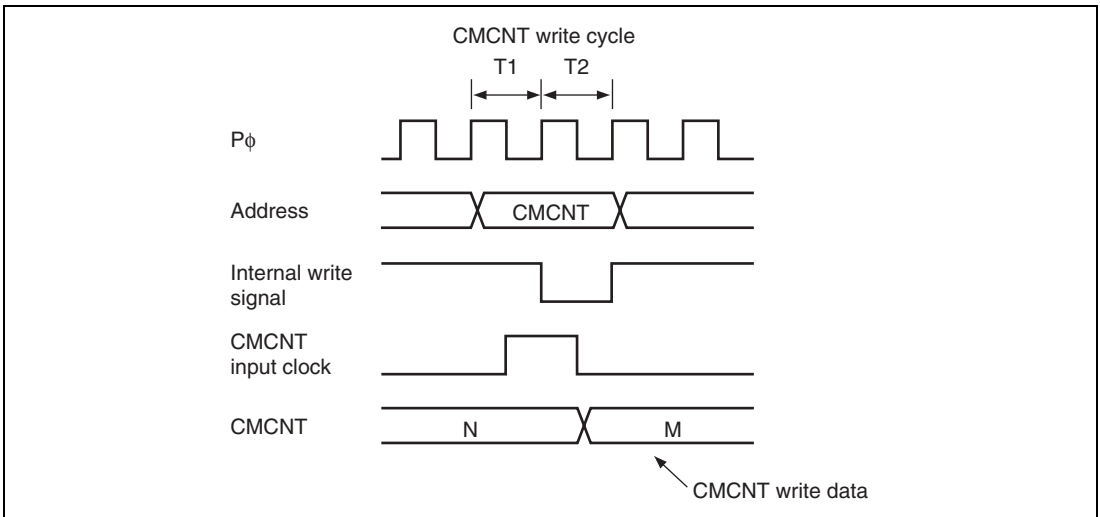 CMCNT write cycle
T1 T2
Pϕ
Address CMCNT
Internal write
signal
CMCNT
input clock
CMCNT N M
CMCNT write data